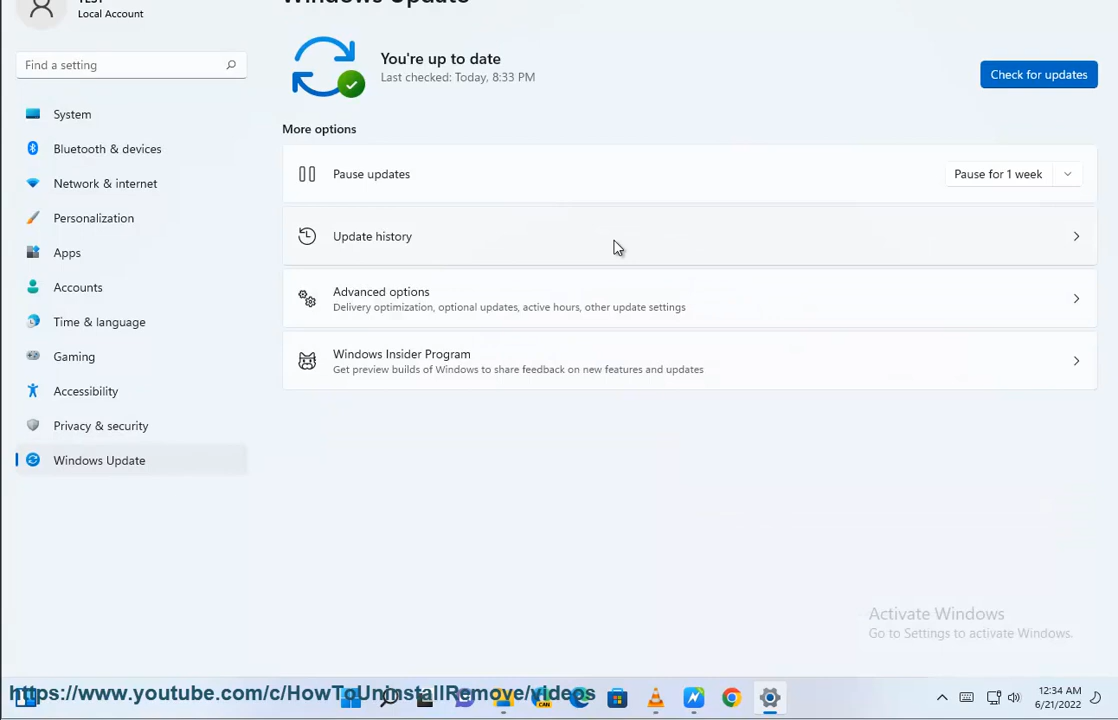 Local Account
Find a setting
System
Bluetooth & devices
Network & internet
Personalization
Apps
Accounts
Time & language
Gaming
Accessibility
Privacy & security
Windows Update
Windows Update
You're up to date
Last checked: Today, 8:33 PM
Check for updates
More options
Pause updates
Pause for 1 week
Update history
Advanced options
Delivery optimization, optional updates, active hours, other update settings
Windows Insider Program
Get preview builds of Windows to share feedback on new features and updates
Activate Windows
Go to Settings to activate Windows.
https://www.youtube.com/c/HowToUninstallRemove/videos
CAN
12:34 AM
6/21/2022